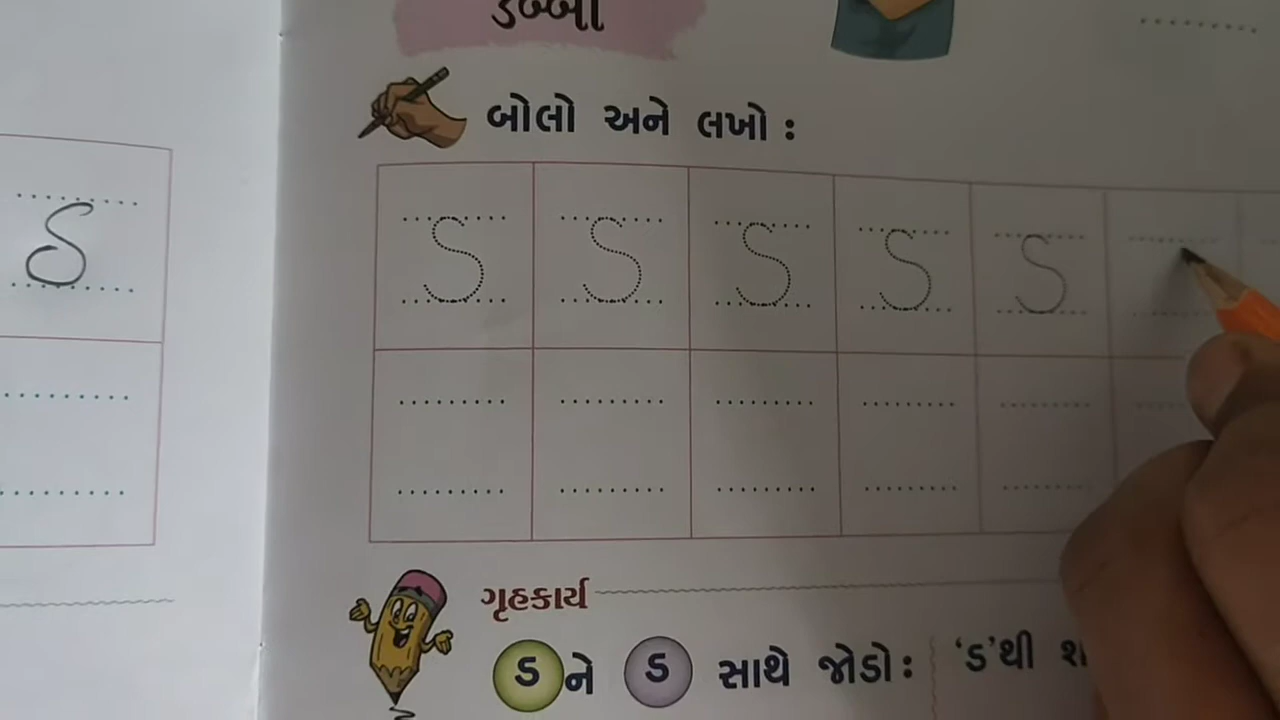 ડબ્બો
બોલો અને લખો :
ડ
ડ ડ ડ ડ ડ
ગૃહકાર્ય
ડ ને ડ સાથે જોડો :
'ડ'થી